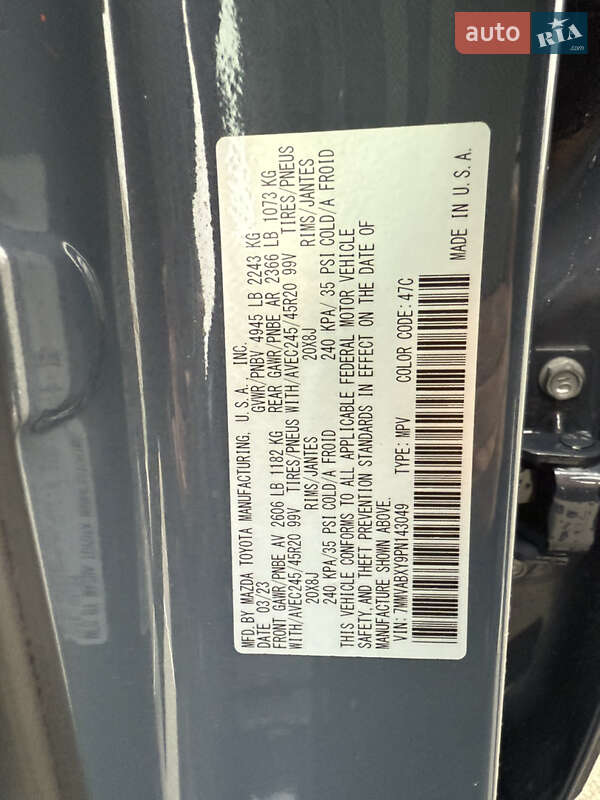 auto RIA.com
MFD. BY MAZDA TOYOTA MANUFACTURING, U.S.A., INC.
DATE 03/23 GVWR/PNBV 4945 LB 2243 KG
FRONT GAWR/PNBE AV 2606 LB 1182 KG REAR GAWR/PNBE AR 2366 LB 1073 KG
WITH/AVEC245/45R20 99V TIRES/PNEUS WITH/AVEC245/45R20 99V TIRES/PNEUS
20X8J RIMS/JANTES 20X8J RIMS/JANTES
240 KPA/35 PSI COLD/A FROID 240 KPA/35 PSI COLD/A FROID
THIS VEHICLE CONFORMS TO ALL APPLICABLE FEDERAL MOTOR VEHICLE
SAFETY, AND THEFT PREVENTION STANDARDS IN EFFECT ON THE DATE OF
MANUFACTURE SHOWN ABOVE.
VIN: 7MMVABXY9PN143049 TYPE: MPV COLOR CODE: 47C
MADE IN U.S.A.